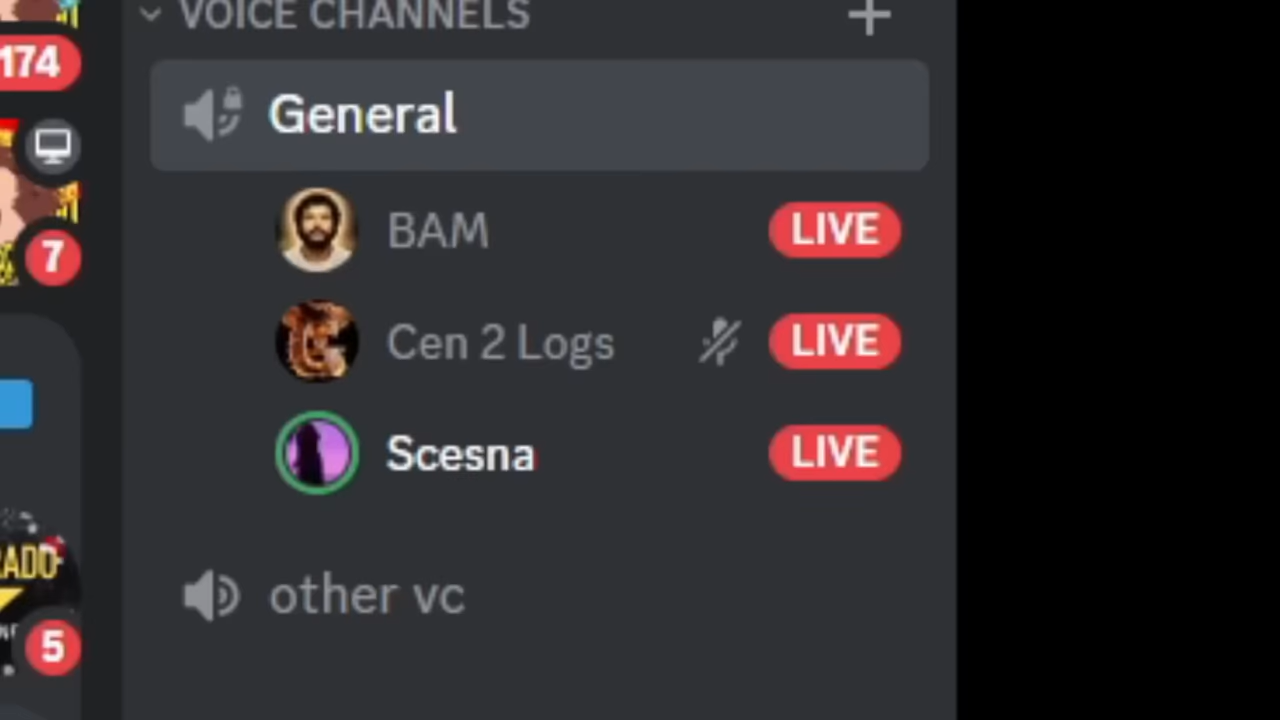 VOICE CHANNELS
174
General
7
BAM LIVE
Cen 2 Logs LIVE
Scesna LIVE
other vc
5